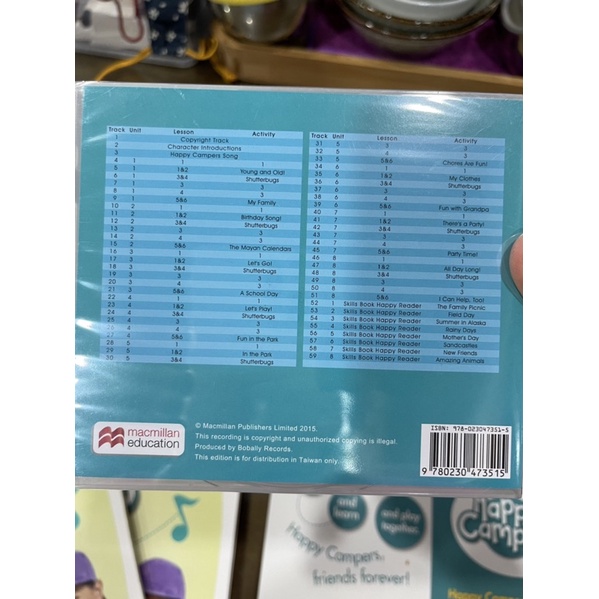 Track Unit Lesson Activity
1 Copyright Track
2 Character Introductions
3 Happy Campers Song
4 1 1 1
5 1 1&2 Young and Old!
6 1 3&4 Shutterbugs
7 1 3 3
8 1 4 3
9 1 5&6 My Family
10 2 1 1
11 2 1&2 Birthday Song!
12 2 3&4 Shutterbugs
13 2 3 3
14 2 4 3
15 2 5&6 The Mayan Calendars
16 3 1 1
17 3 1&2 Let's Go!
18 3 3&4 Shutterbugs
19 3 3 3
20 3 4 3
21 3 5&6 A School Day
22 4 1 1
23 4 1&2 Let's Play!
24 4 3&4 Shutterbugs
25 4 3 3
26 4 4 3
27 4 5&6 Fun in the Park
28 5 1 1
29 5 1&2 In the Park
30 5 3&4 Shutterbugs
Track Unit Lesson Activity
31 5 3 3
32 5 4 3
33 5 5&6 Chores Are Fun!
34 6 1 1
35 6 1&2 My Clothes
36 6 3&4 Shutterbugs
37 6 3 3
38 6 4 3
39 6 5&6 Fun with Grandpa
40 7 1 1
41 7 1&2 There's a Party!
42 7 3&4 Shutterbugs
43 7 3 3
44 7 4 3
45 7 5&6 Party Time!
46 8 1 1
47 8 1&2 All Day Long!
48 8 3&4 Shutterbugs
49 8 3 3
50 8 4 3
51 8 5&6 I Can Help, Too!
52 1 Skills Book Happy Reader The Family Picnic
53 2 Skills Book Happy Reader Field Day
54 3 Skills Book Happy Reader Summer in Alaska
55 4 Skills Book Happy Reader Rainy Days
56 6 Skills Book Happy Reader Mother's Day
57 6 Skills Book Happy Reader Sandcastles
58 7 Skills Book Happy Reader New Friends
59 8 Skills Book Happy Reader Amazing Animals
macmillan
education
© Macmillan Publishers Limited 2015.
This recording is copyright and unauthorized copying is illegal.
Produced by Bobally Records.
This edition is for distribution in Taiwan only.
ISBN: 978-023047351-5
9 780230 473515
and learn
and play together
Happy Campers...
friends forever!
Happy
Camp
Happy Campe